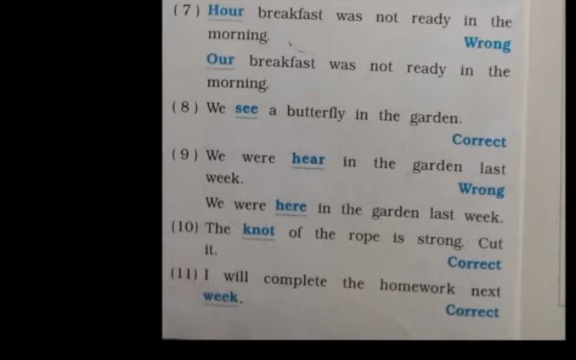 (7) Hour breakfast was not ready in the
morning. Wrong
Our breakfast was not ready in the
morning.
(8) We see a butterfly in the garden.
Correct
(9) We were hear in the garden last
week. Wrong
We were here in the garden last week.
(10) The knot of the rope is strong. Cut
it. Correct
(11) I will complete the homework next
week. Correct